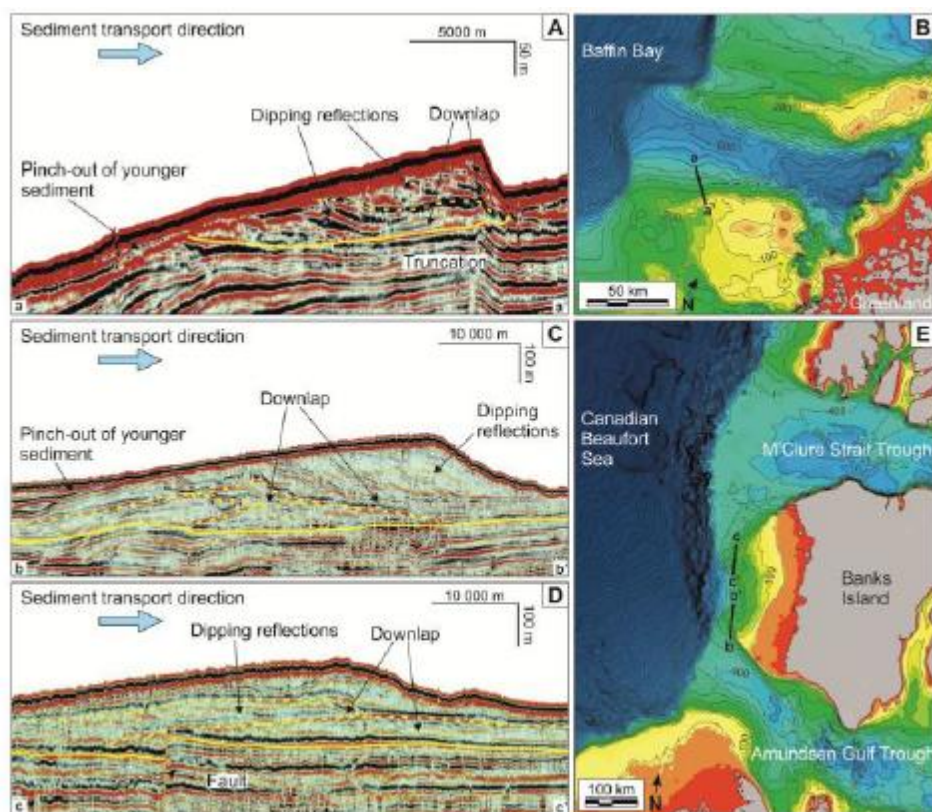 Sediment transport direction
A
5000 m
50 m
Dipping reflections
Downlap
Pinch-out of younger
sediment
Truncation
a
a'
B
Baffin Bay
a
a'
50 km
N
Greenland
Sediment transport direction
C
10 000 m
100 m
Downlap
Dipping
reflections
Pinch-out of younger
sediment
b
b'
Sediment transport direction
D
10 000 m
100 m
Dipping reflections
Downlap
Fault
c
c'
E
Canadian
Beaufort
Sea
M'Clure Strait Trough
Banks
Island
Amundsen Gulf Trough
100 km
N